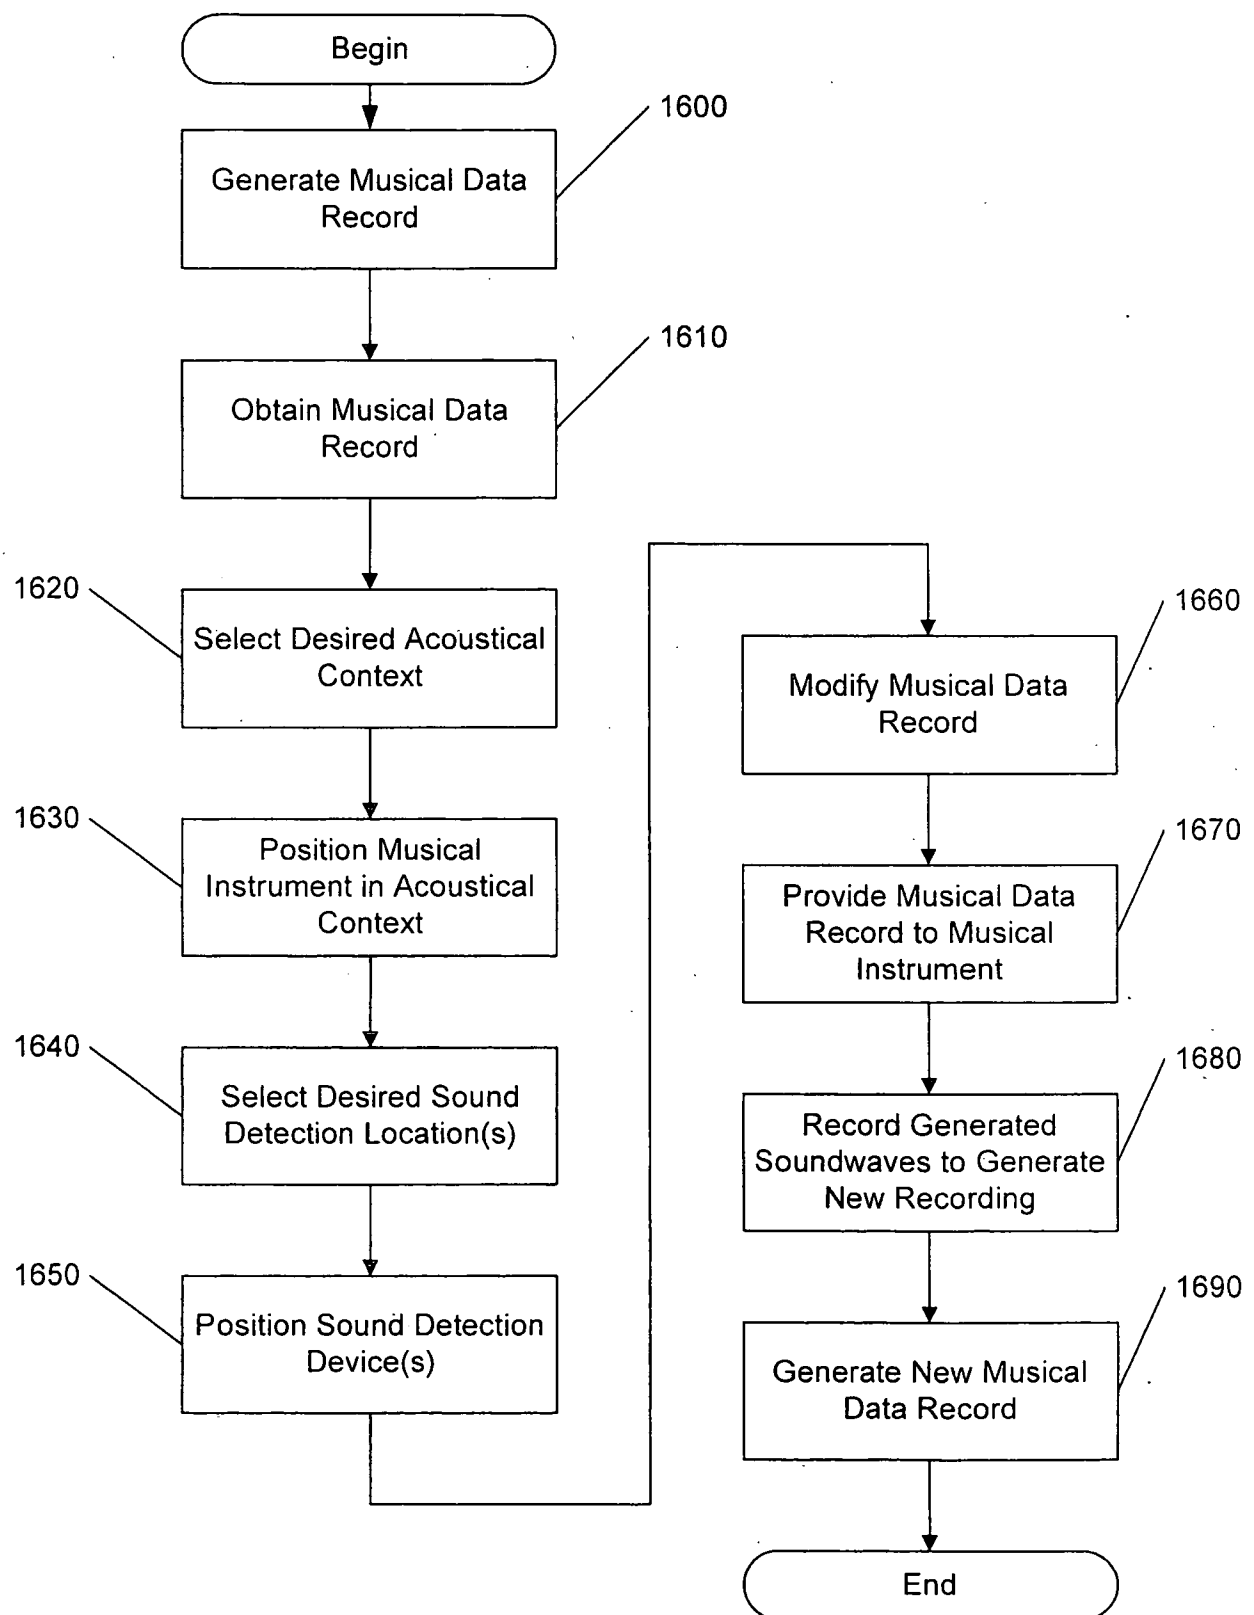 Begin
1600
Generate Musical Data
Record
1610
Obtain Musical Data
Record
1620
Select Desired Acoustical
Context
1630
Position Musical
Instrument in Acoustical
Context
1640
Select Desired Sound
Detection Location(s)
1650
Position Sound Detection
Device(s)
1660
Modify Musical Data
Record
1670
Provide Musical Data
Record to Musical
Instrument
1680
Record Generated
Soundwaves to Generate
New Recording
1690
Generate New Musical
Data Record
End